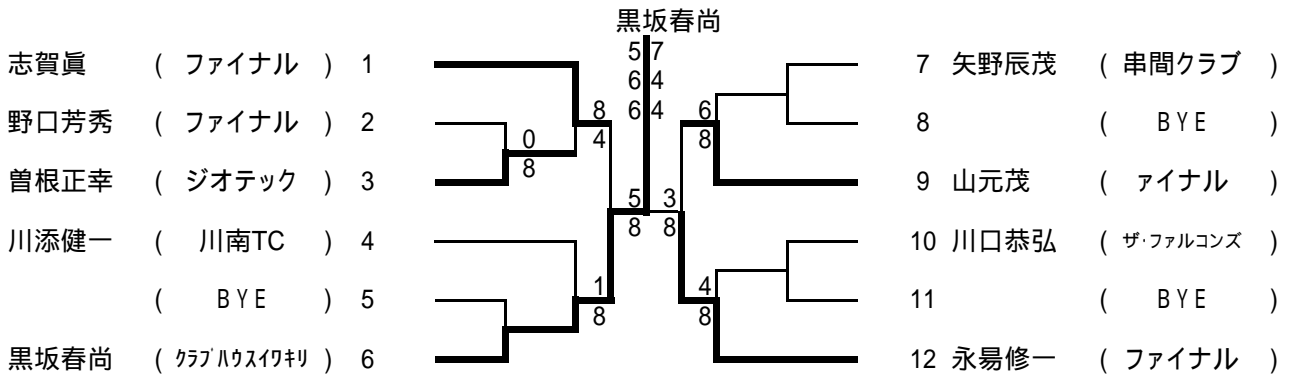 黒坂春尚
5 7
6 4
6 4
志賀眞 ( ファイナル ) 1
野口芳秀 ( ファイナル ) 2
曽根正幸 ( ジオテック ) 3
川添健一 ( 川南TC ) 4
( BYE ) 5
黒坂春尚 ( クラブハウスイワキリ ) 6
0
8
8
4
1
8
5
8
3
8
6
8
4
8
7 矢野辰茂 ( 串間クラブ )
8 ( BYE )
9 山元茂 ( ァイナル )
10 川口恭弘 ( ザ・ファルコンズ )
11 ( BYE )
12 永易修一 ( ファイナル )